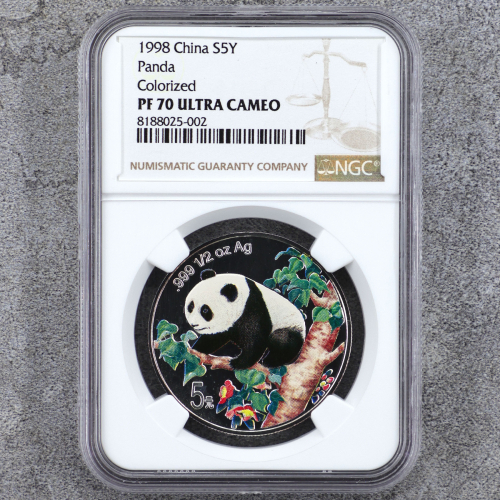 1998 China S5Y
Panda
Colorized
PF 70 ULTRA CAMEO
8188025-002
NUMISMATIC GUARANTY COMPANY
NGC
.999 1/2 oz Ag
5元